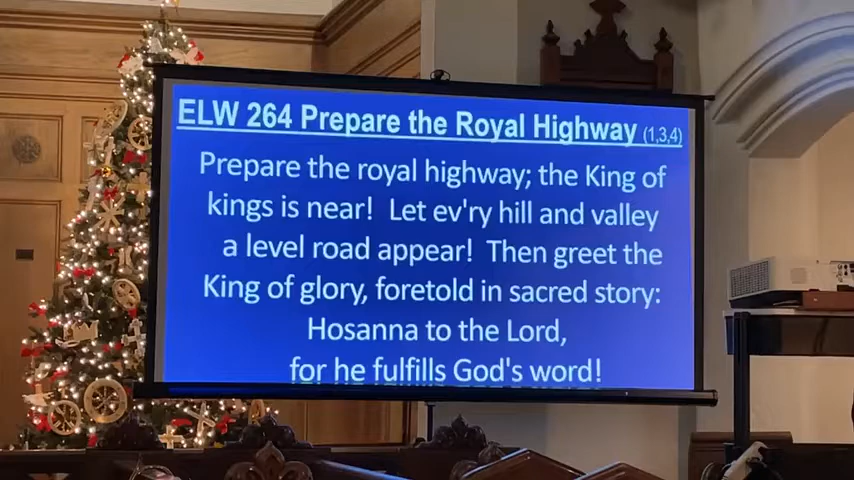 ELW 264 Prepare the Royal Highway (1,3,4)
Prepare the royal highway; the King of
kings is near! Let ev'ry hill and valley
a level road appear! Then greet the
King of glory, foretold in sacred story:
Hosanna to the Lord,
for he fulfills God's word!